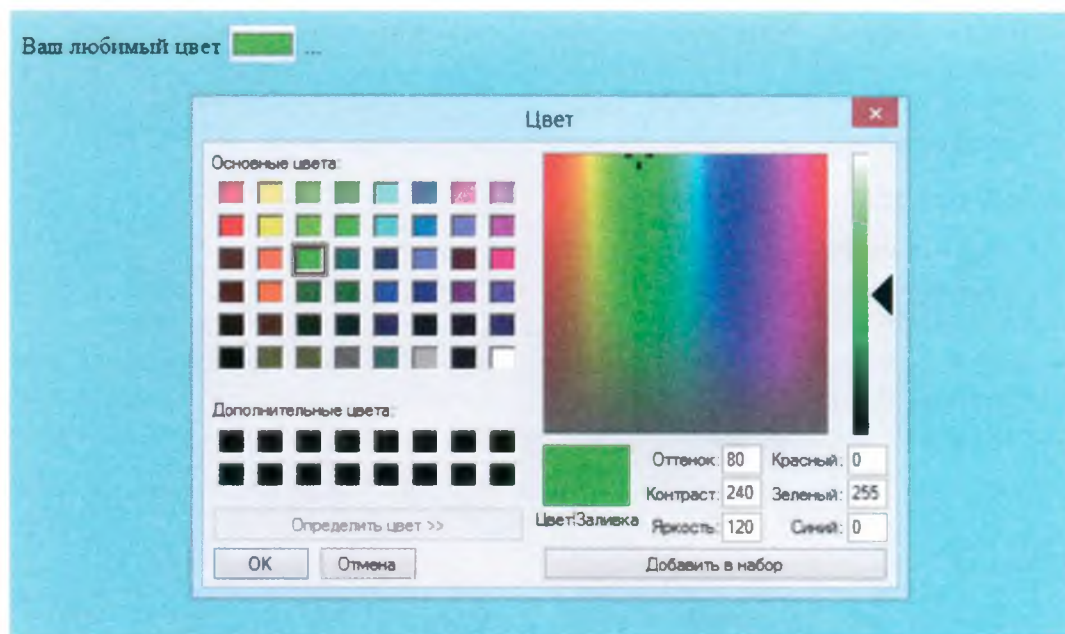 Ваш любимый цвет ...
Цвет
Основные цвета:
Дополнительные цвета:
Определить цвет >>
OK Отмена
Цвет|Заливка
Оттенок: 80 Красный: 0
Контраст: 240 Зеленый: 255
Яркость: 120 Синий: 0
Добавить в набор